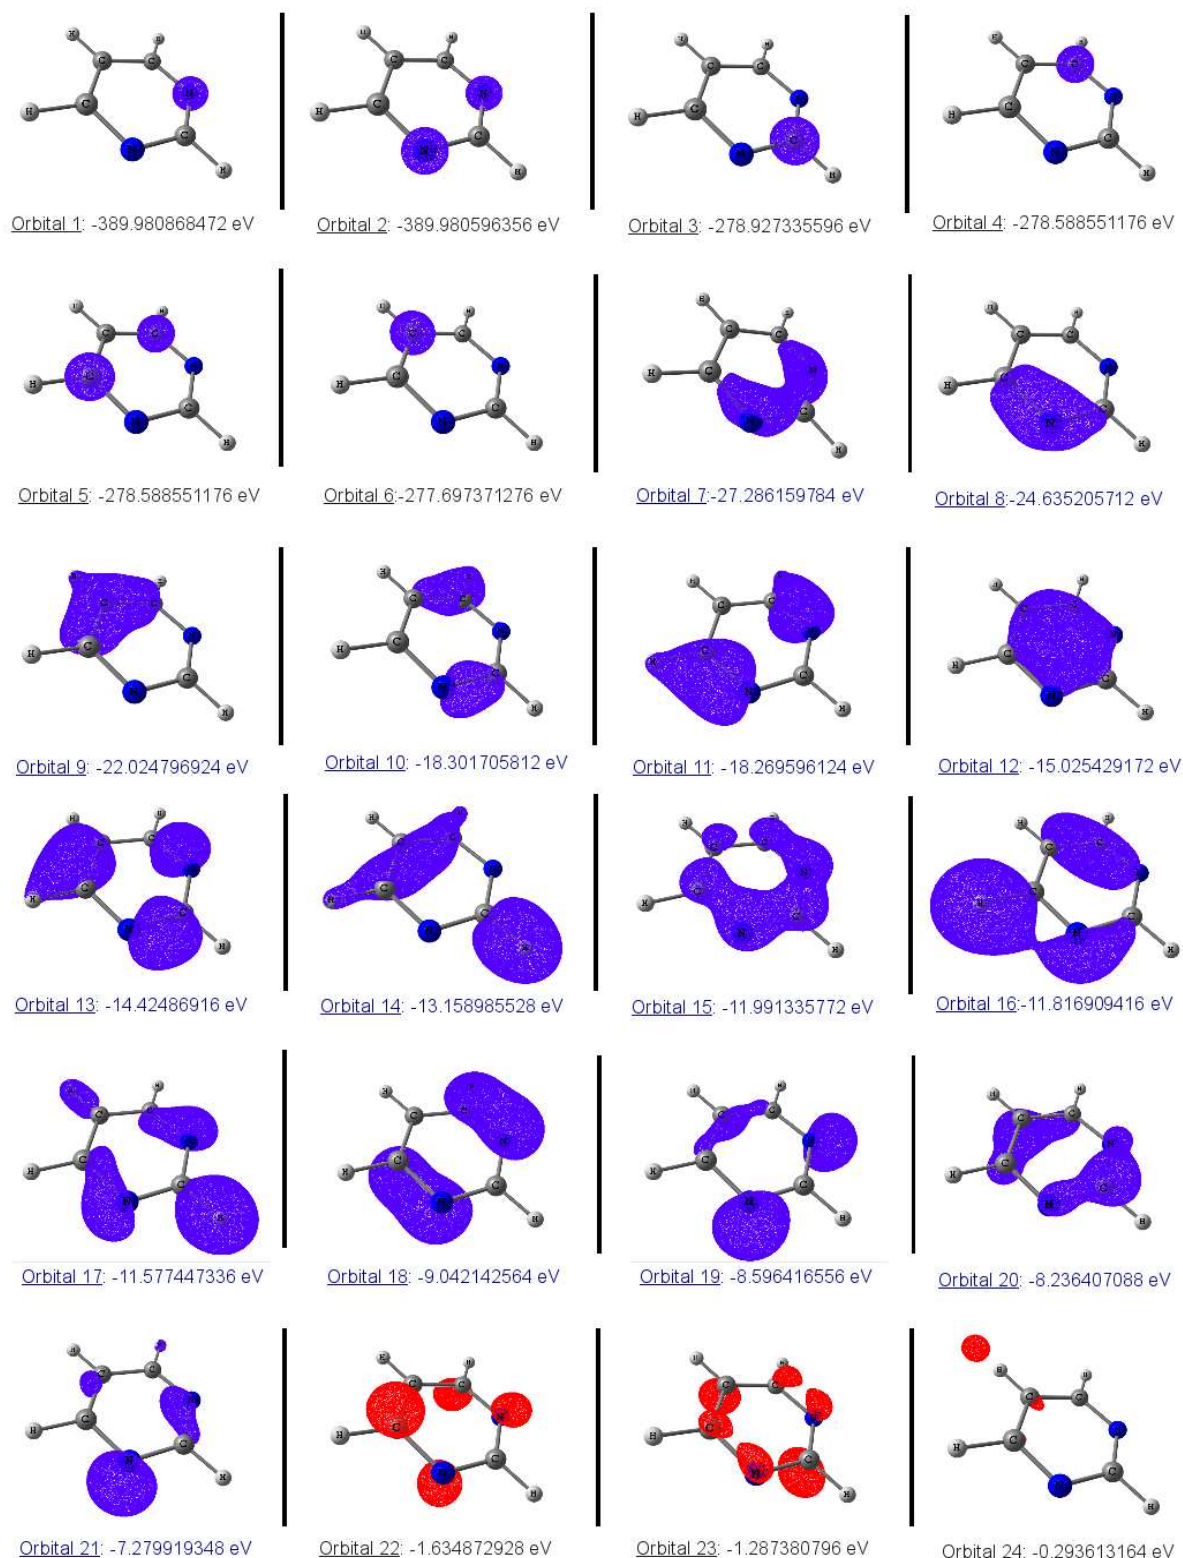 Orbital 1: -389.980868472 eV
Orbital 2: -389.980596356 eV
Orbital 3: -278.927335596 eV
Orbital 4: -278.588551176 eV
Orbital 5: -278.588551176 eV
Orbital 6:-277.697371276 eV
Orbital 7:-27.286159784 eV
Orbital 8:-24.635205712 eV
Orbital 9: -22.024796924 eV
Orbital 10: -18.301705812 eV
Orbital 11: -18.269596124 eV
Orbital 12: -15.025429172 eV
Orbital 13: -14.42486916 eV
Orbital 14: -13.158985528 eV
Orbital 15: -11.991335772 eV
Orbital 16:-11.816909416 eV
Orbital 17: -11.577447336 eV
Orbital 18: -9.042142564 eV
Orbital 19: -8.596416556 eV
Orbital 20: -8.236407088 eV
Orbital 21: -7.279919348 eV
Orbital 22: -1.634872928 eV
Orbital 23: -1.287380796 eV
Orbital 24: -0.293613164 eV